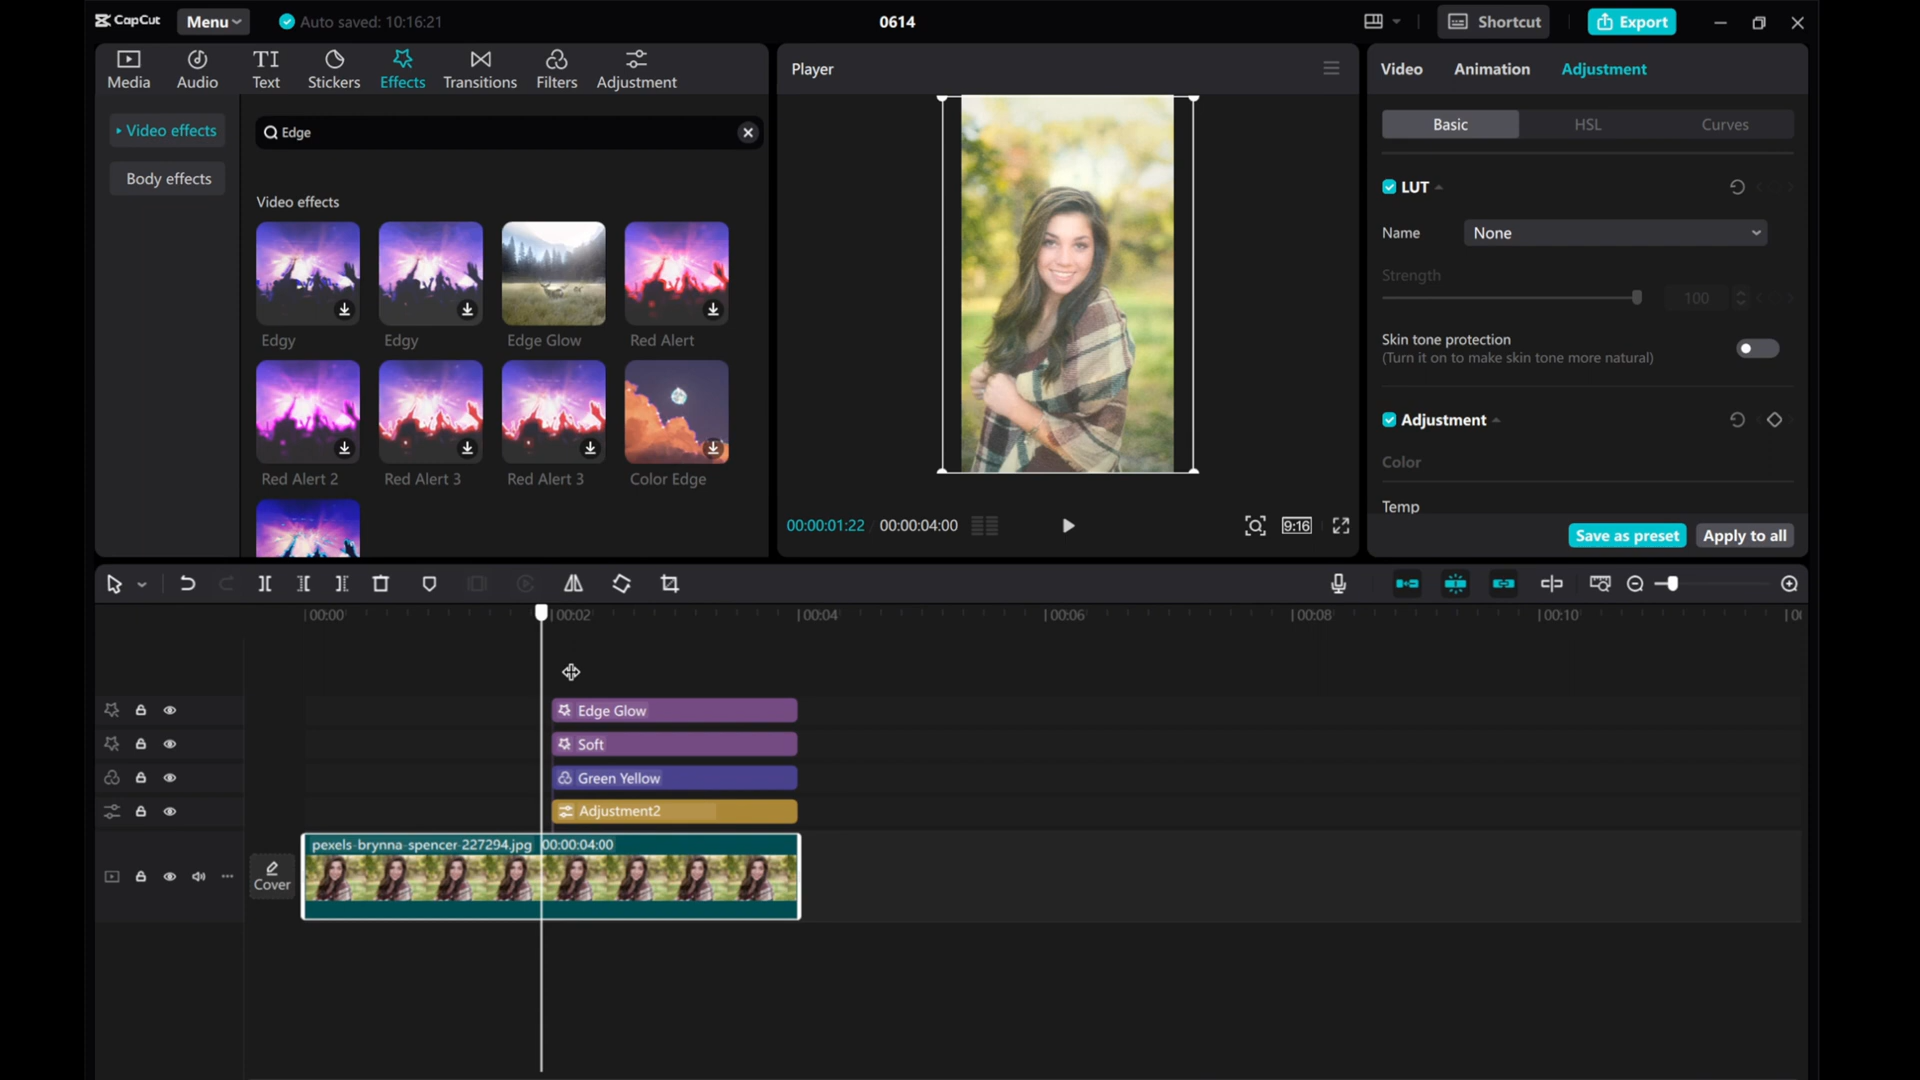 CapCut Menu Auto saved: 10:16:21 0614 Shortcut Export
Media Audio Text Stickers Effects Transitions Filters Adjustment
Player
Video Animation Adjustment
Video effects
Body effects
Edge
Video effects
Edgy Edgy Edge Glow Red Alert
Red Alert 2 Red Alert 3 Red Alert 3 Color Edge
00:00:01:22 00:00:04:00 9:16
Basic HSL Curves
LUT
Name None
Strength
100
Skin tone protection
(Turn it on to make skin tone more natural)
Adjustment
Color
Temp
Save as preset Apply to all
00:00 00:02 00:04 00:06 00:08 00:10
Edge Glow
Soft
Green Yellow
Adjustment2
pexels-brynna-spencer-227294.jpg 00:00:04:00
Cover